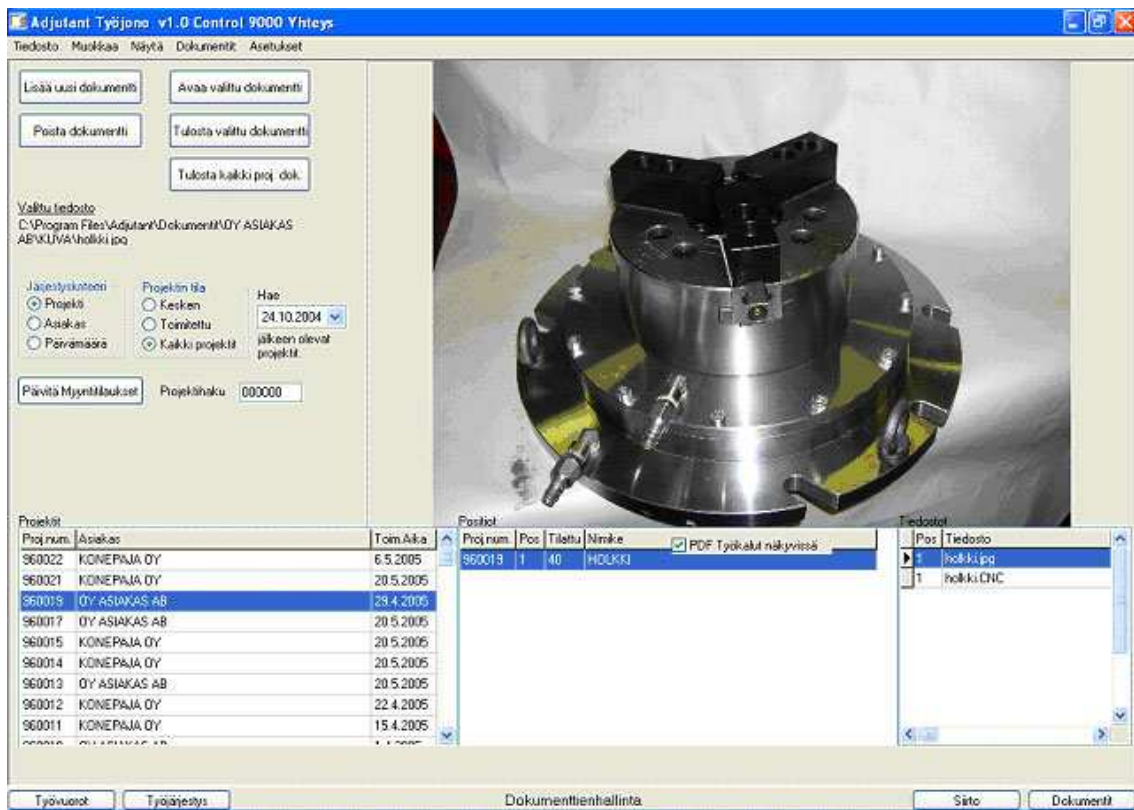 Adjutant Työjono v1.0 Control 9000 Yhteys
Tiedosto Muokkaa Näytä Dokumentit Asetukset
Lisää uusi dokumentti
Avaa valittu dokumentti
Poista dokumentti
Tulosta valittu dokumentti
Tulosta kaikki proj. dok.
Valittu tiedosto
C:\Program Files\Adjutant\Dokumentit\OY ASIAKAS
AB\KUVA\holkki.jpg
Järjestyskriteeri
Projekti
Asiakas
Päivämäärä
Projektin tila
Kesken
Toimitettu
Kaikki projektit
Hae
24.10.2004
jälkeen olevat
projektit
Päivitä Myyntitilaukset
Projektihaku 000000
Projektit
Proj.num. Asiakas Toim.Aika
960022 KONEPAJA OY 6.5.2005
960021 KONEPAJA OY 20.5.2005
960019 OY ASIAKAS AB 29.4.2005
960017 OY ASIAKAS AB 20.5.2005
960015 KONEPAJA OY 20.5.2005
960014 KONEPAJA OY 20.5.2005
960013 OY ASIAKAS AB 20.5.2005
960012 KONEPAJA OY 22.4.2005
960011 KONEPAJA OY 15.4.2005
Positiot
Proj.num. Pos Tilattu Nimike
PDF Työkalut näkyvissä
960019 1 40 HOLKKI
Tiedostot
Pos Tiedosto
1 holkki.jpg
1 holkki.CNC
Työvuorot
Työjärjestys
Dokumenttienhallinta
Siirto
Dokumentit